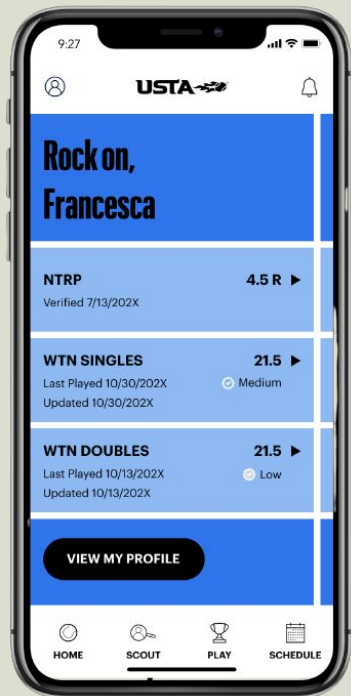 9:27
USTA
Rock on,
Francesca
NTRP 4.5 R
Verified 7/13/202X
WTN SINGLES 21.5
Last Played 10/30/202X Medium
Updated 10/30/202X
WTN DOUBLES 21.5
Last Played 10/13/202X Low
Updated 10/13/202X
VIEW MY PROFILE
HOME SCOUT PLAY SCHEDULE